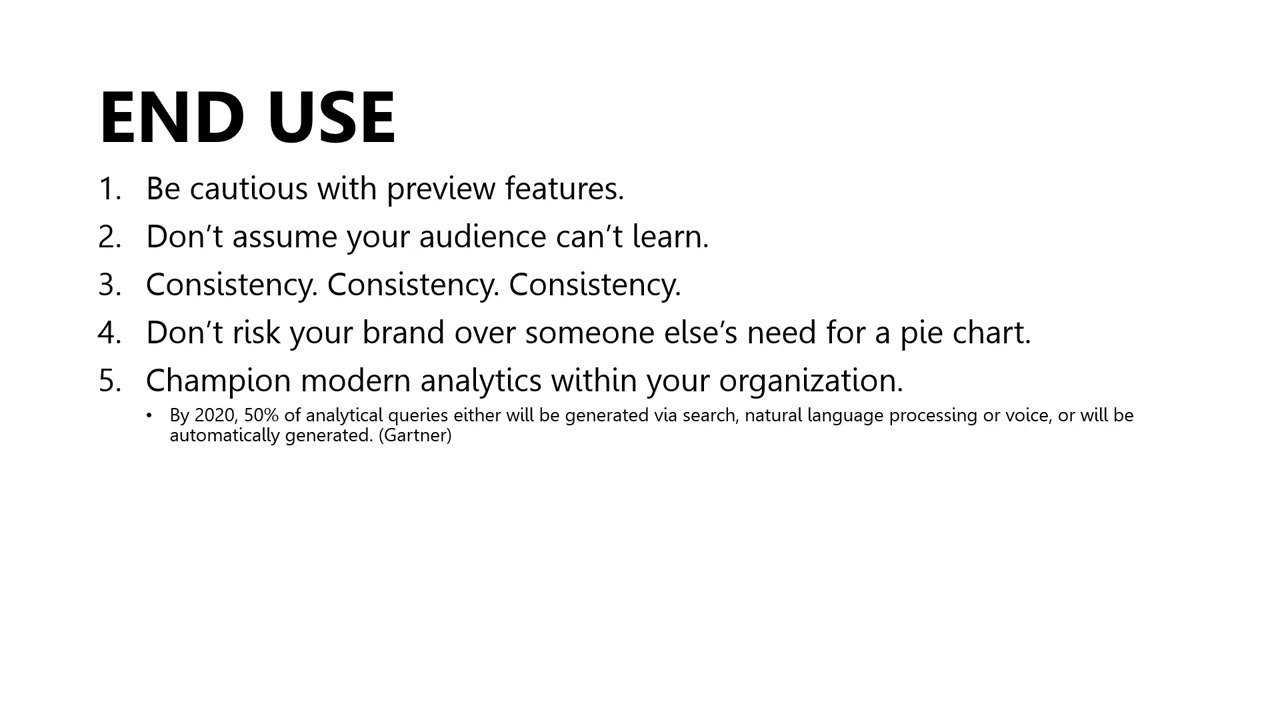 END USE
1. Be cautious with preview features.
2. Don’t assume your audience can’t learn.
3. Consistency. Consistency. Consistency.
4. Don’t risk your brand over someone else’s need for a pie chart.
5. Champion modern analytics within your organization.
• By 2020, 50% of analytical queries either will be generated via search, natural language processing or voice, or will be
automatically generated. (Gartner)